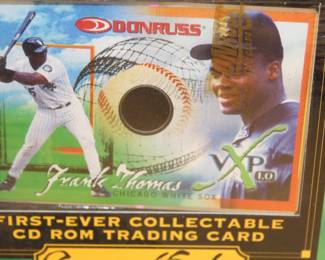 DONRUSS
VXP 1.0
Frank Thomas
CHICAGO WHITE SOX
FIRST-EVER COLLECTABLE
CD ROM TRADING CARD